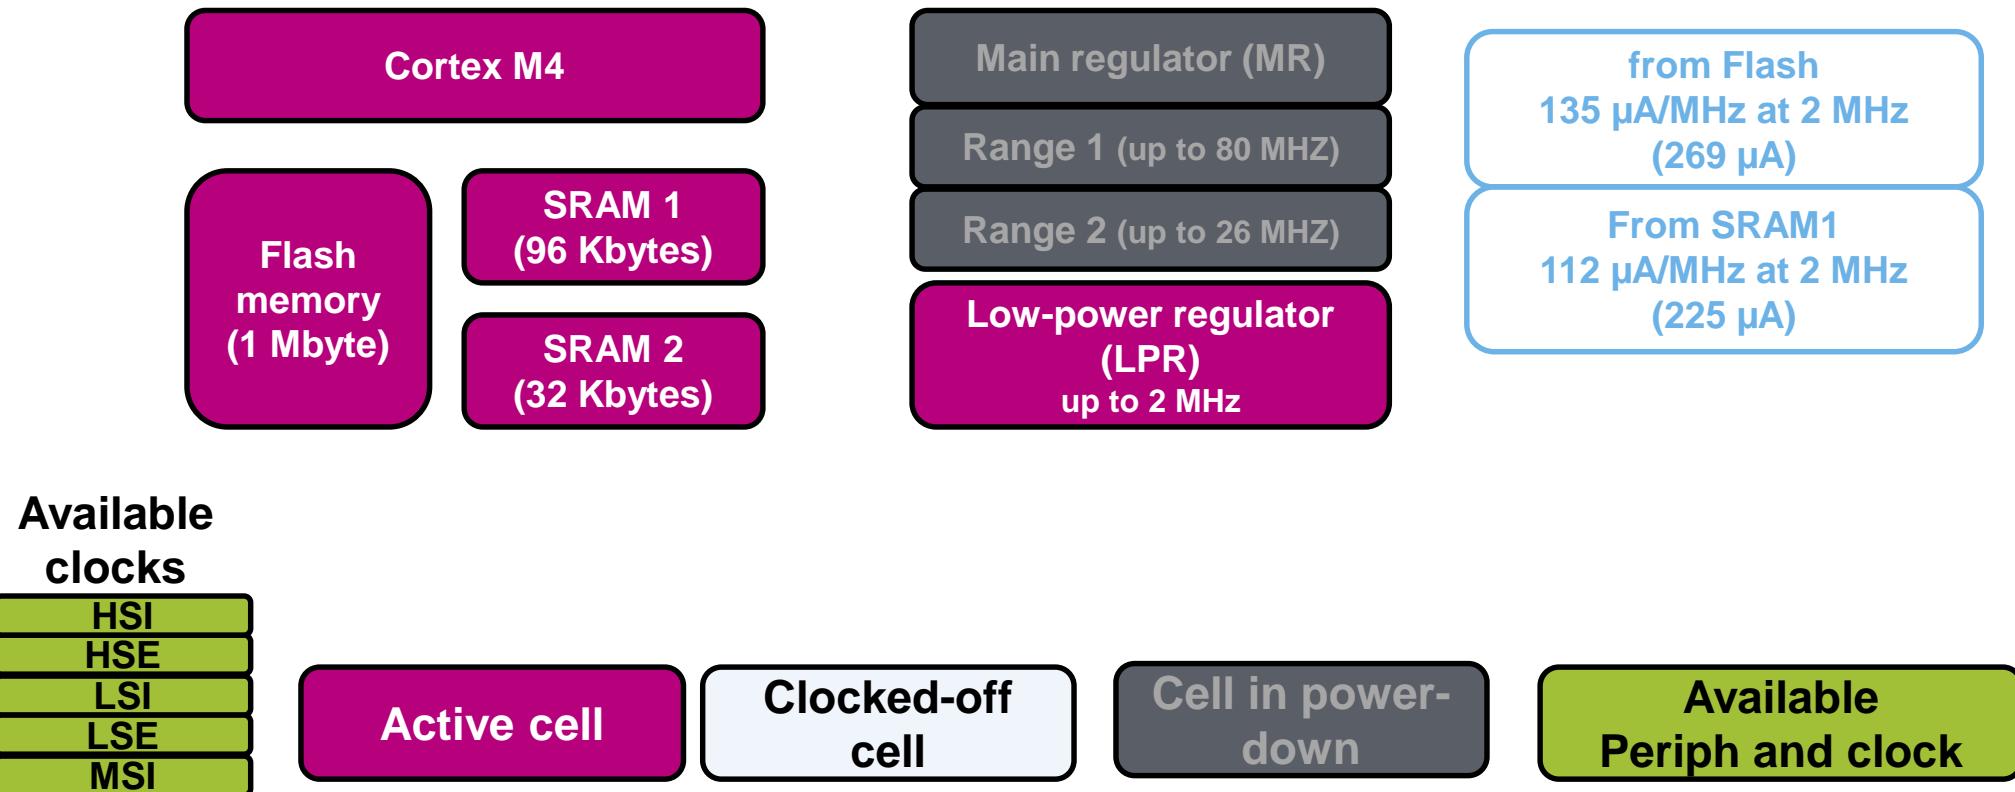 Cortex M4
Flash
memory
(1 Mbyte)
SRAM 1
(96 Kbytes)
SRAM 2
(32 Kbytes)
Main regulator (MR)
Range 1 (up to 80 MHZ)
Range 2 (up to 26 MHZ)
Low-power regulator
(LPR)
up to 2 MHz
from Flash
135 µA/MHz at 2 MHz
(269 µA)
From SRAM1
112 µA/MHz at 2 MHz
(225 µA)
Available
clocks
HSI
HSE
LSI
LSE
MSI
Active cell
Clocked-off
cell
Cell in power-
down
Available
Periph and clock